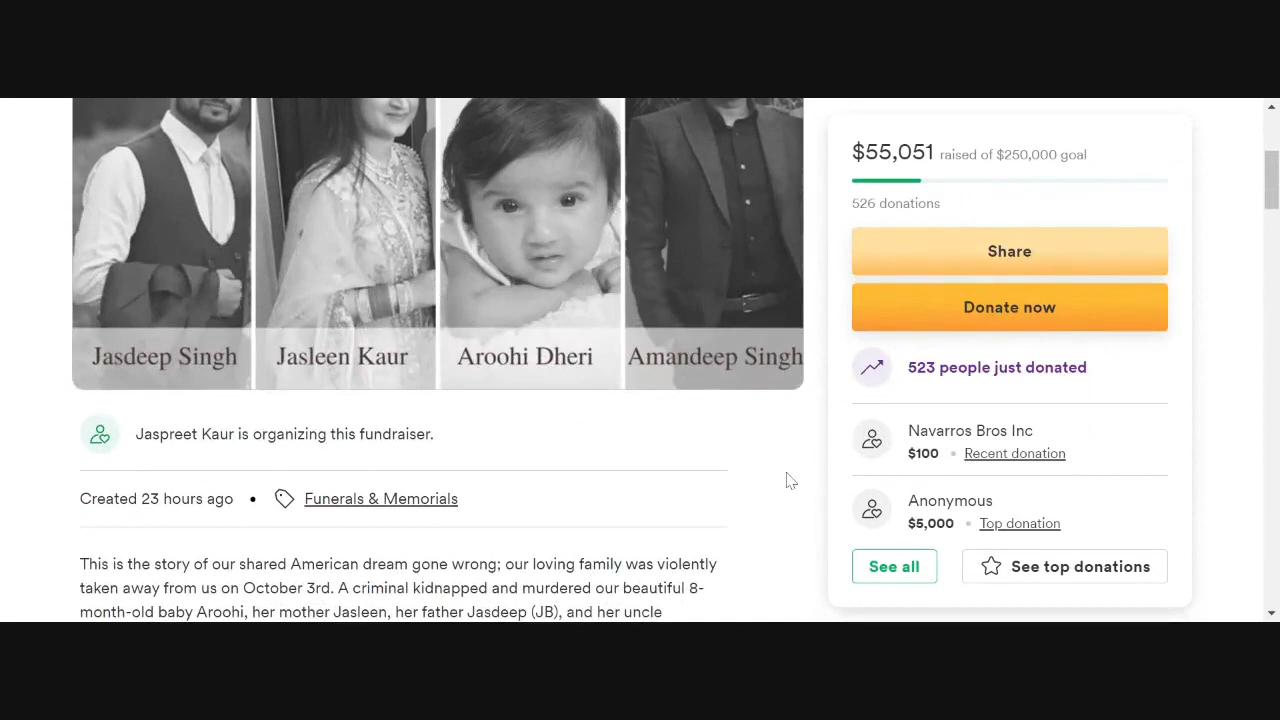 Jasdeep Singh
Jasleen Kaur
Aroohi Dheri
Amandeep Singh
Jaspreet Kaur is organizing this fundraiser.
Created 23 hours ago • Funerals & Memorials
This is the story of our shared American dream gone wrong; our loving family was violently
taken away from us on October 3rd. A criminal kidnapped and murdered our beautiful 8-
month-old baby Aroohi, her mother Jasleen, her father Jasdeep (JB), and her uncle
$55,051 raised of $250,000 goal
526 donations
Share
Donate now
523 people just donated
Navarros Bros Inc
$100 • Recent donation
Anonymous
$5,000 • Top donation
See all
See top donations